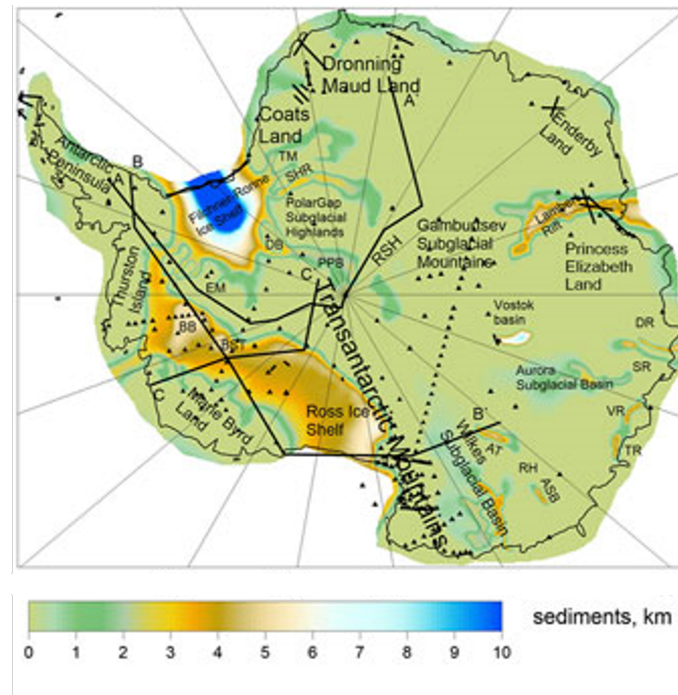 Dronning
Maud Land
A'
Coats
Land
Enderby
Land
TM
SHR
Antarctic
Peninsula
B
A
Filchner-Ronne
Ice Shelf
PolarGap
Subglacial
Highlands
Lambert
Rift
Gamburtsev
Subglacial
Mountains
RSH
Princess
Elizabeth
Land
OB
PPB
C'
EM
Thurston
Island
Transantarctic Mountains
Vostok
basin
BB
BST
DR
SR
Aurora
Subglacial Basin
C
Marie Byrd
Land
Ross Ice
Shelf
B'
VR
TR
Wilkes
Subglacial Basin
AT
RH
ASB
0 1 2 3 4 5 6 7 8 9 10
sediments, km